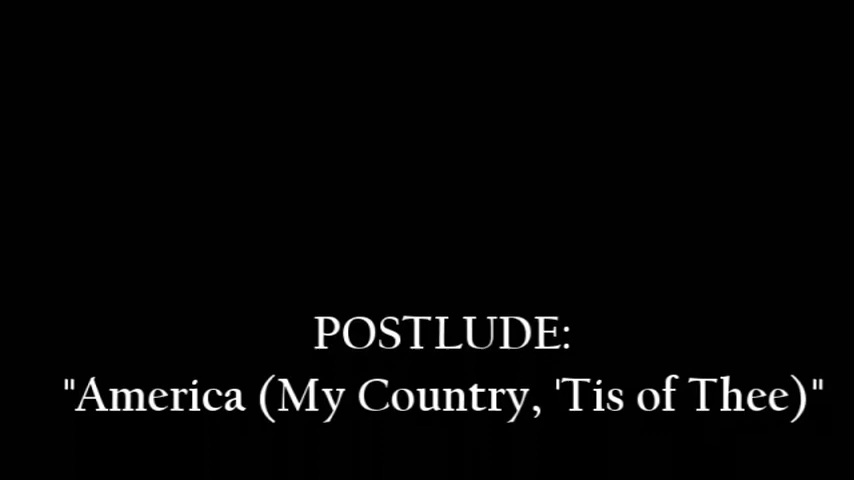 POSTLUDE:
"America (My Country, 'Tis of Thee)"